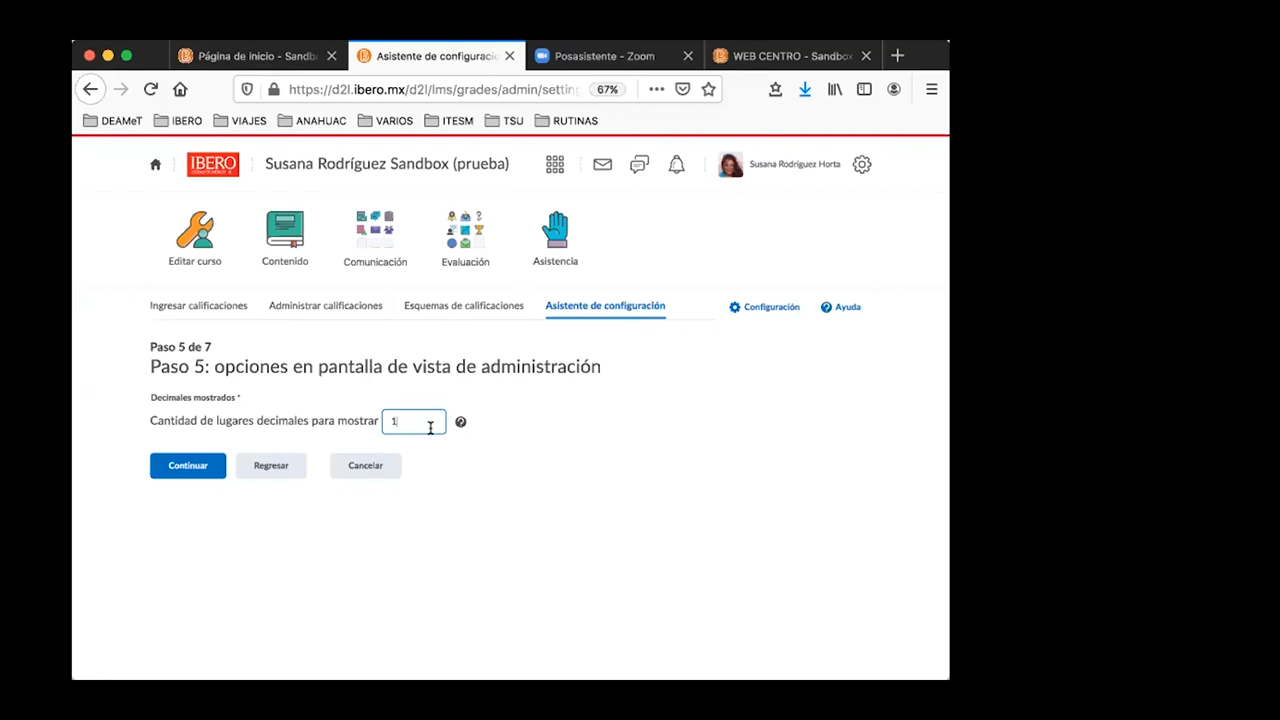 Página de inicio - Sandb
Asistente de configuraci
Posasistente - Zoom
WEB CENTRO - Sandbox
https://d2l.ibero.mx/d2l/lms/grades/admin/settin
67%
DEAMeT
IBERO
VIAJES
ANAHUAC
VARIOS
ITESM
TSU
RUTINAS
IBERO
Susana Rodríguez Sandbox (prueba)
Susana Rodríguez Horta
Editar curso
Contenido
Comunicación
Evaluación
Asistencia
Ingresar calificaciones
Administrar calificaciones
Esquemas de calificaciones
Asistente de configuración
Configuración
Ayuda
Paso 5 de 7
Paso 5: opciones en pantalla de vista de administración
Decimales mostrados *
Cantidad de lugares decimales para mostrar 1
Continuar
Regresar
Cancelar